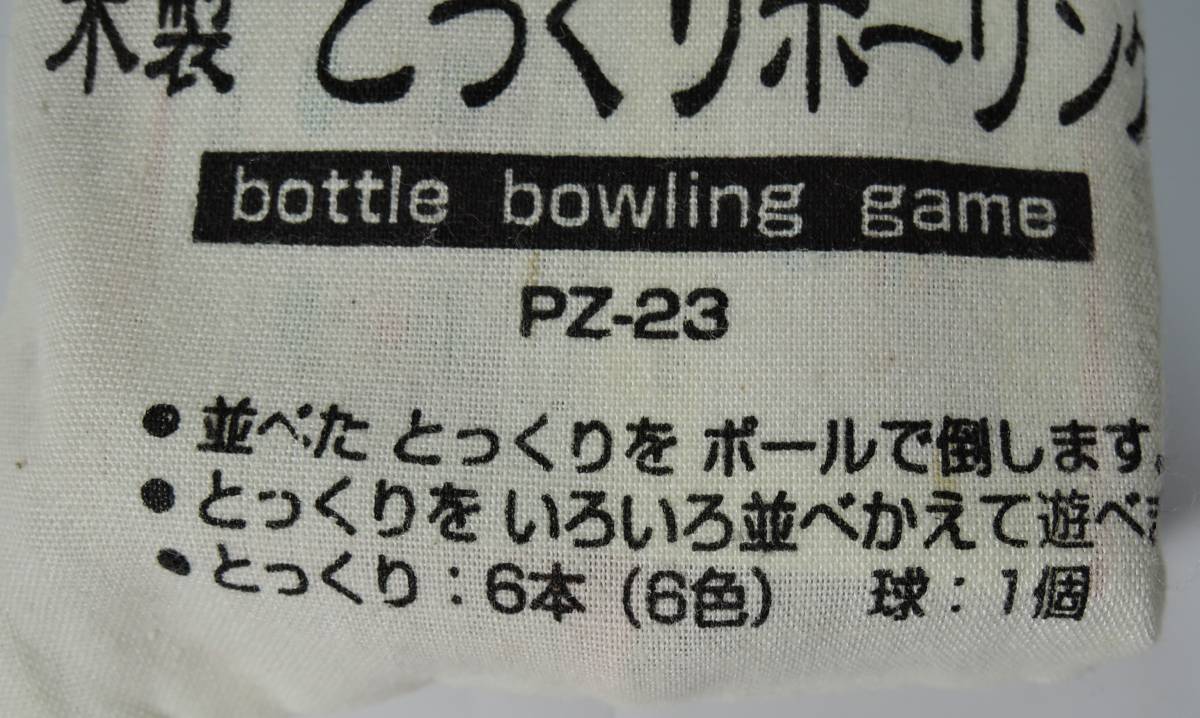 木製 とっくりボーリング
bottle bowling game
PZ-23
● 並べた とっくりを ボールで倒します。
● とっくりを いろいろ並べかえて遊べま
● とっくり：6本（6色） 球：1個